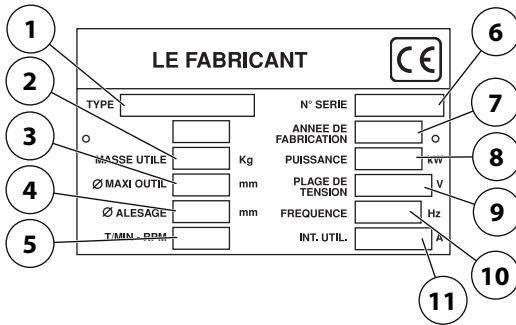 1
6
LE FABRICANT CE
2
TYPE N° SERIE
7
3
ANNEE DE
FABRICATION
MASSE UTILE Kg PUISSANCE kW
8
Ø MAXI OUTIL mm PLAGE DE
TENSION V
4
9
Ø ALESAGE mm FREQUENCE Hz
5
T/MIN - RPM INT. UTIL. A
10
11